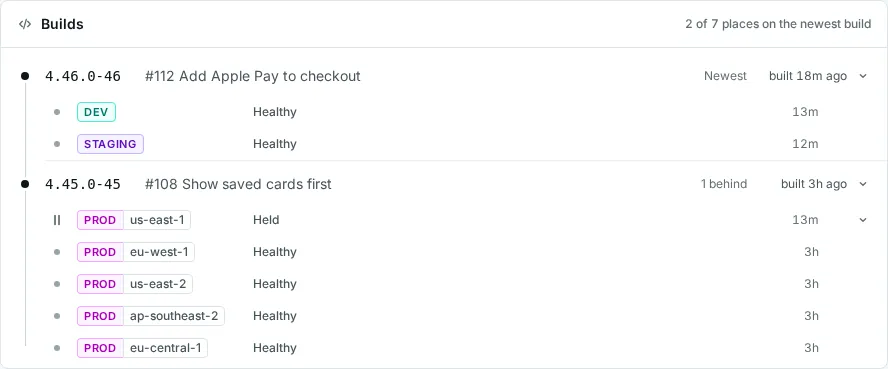 Builds 2 of 7 places on the newest build
4.46.0-46 #112 Add Apple Pay to checkout Newest built 18m ago
DEV Healthy 13m
STAGING Healthy 12m
4.45.0-45 #108 Show saved cards first 1 behind built 3h ago
PROD us-east-1 Held 13m
PROD eu-west-1 Healthy 3h
PROD us-east-2 Healthy 3h
PROD ap-southeast-2 Healthy 3h
PROD eu-central-1 Healthy 3h